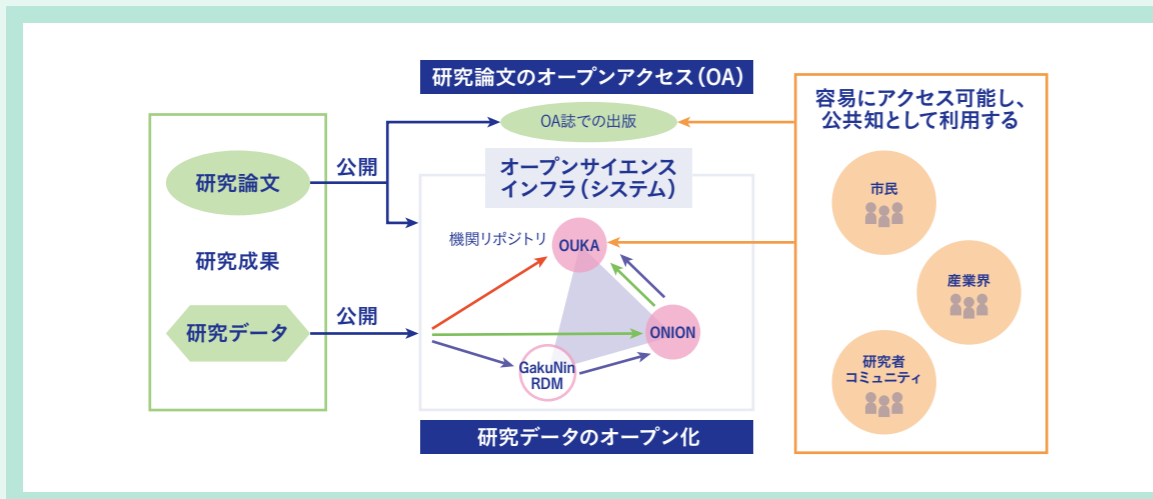 研究論文のオープンアクセス（OA）
OA誌での出版
研究論文
公開
研究成果
研究データ
公開
オープンサイエンス
インフラ（システム）
機関リポジトリ
OUKA
ONION
GakuNin
RDM
研究データのオープン化
容易にアクセス可能し、
公共知として利用する
市民
産業界
研究者
コミュニティ